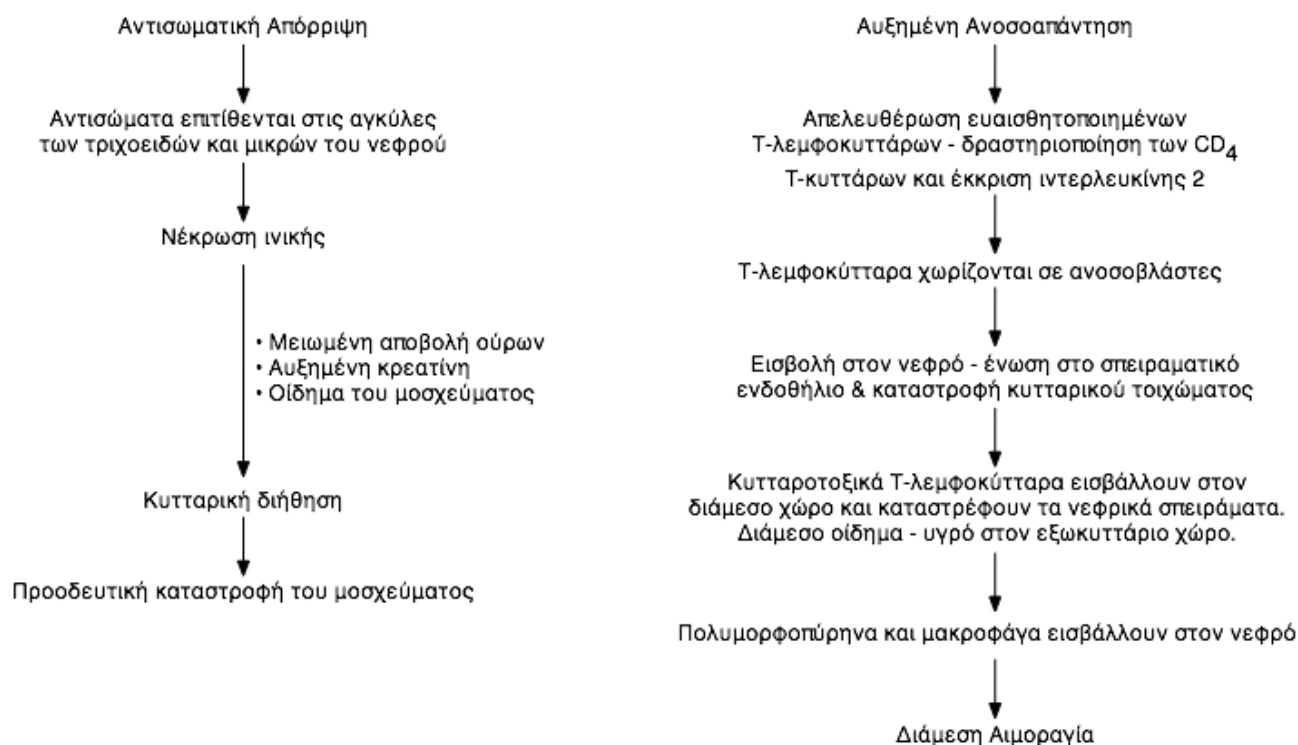 Αντισωματική Απόρριψη
Αντισώματα επιτίθενται στις αγκύλες
των τριχοειδών και μικρών του νεφρού
Νέκρωση ινικής
• Μειωμένη αποβολή ούρων
• Αυξημένη κρεατίνη
• Οίδημα του μοσχεύματος
Κυτταρική διήθηση
Προοδευτική καταστροφή του μοσχεύματος
Αυξημένη Ανοσοαπάντηση
Απελευθέρωση ευαισθητοποιημένων
Τ-λεμφοκυττάρων - δραστηριοποίηση των CD4
Τ-κυττάρων και έκκριση ιντερλευκίνης 2
Τ-λεμφοκύτταρα χωρίζονται σε ανοσοβλάστες
Εισβολή στον νεφρό - ένωση στο σπειραματικό
ενδοθήλιο & καταστροφή κυτταρικού τοιχώματος
Κυτταροτοξικά Τ-λεμφοκύτταρα εισβάλλουν στον
διάμεσο χώρο και καταστρέφουν τα νεφρικά σπειράματα.
Διάμεσο οίδημα - υγρό στον εξωκυττάριο χώρο.
Πολυμορφοπύρηνα και μακροφάγα εισβάλλουν στον νεφρό
Διάμεση Αιμοραγία